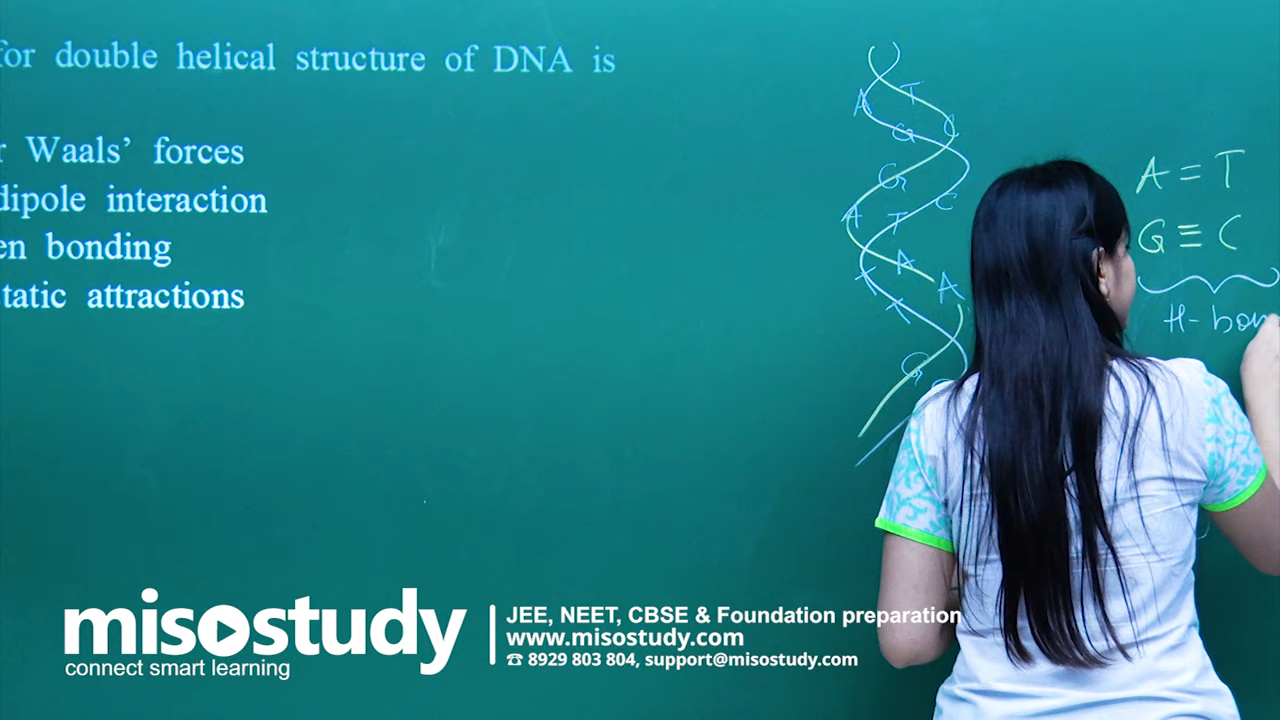 for double helical structure of DNA is
r Waals’ forces
dipole interaction
en bonding
tatic attractions
A T
G C
G C
A T
A
A
T
T
G
A = T
G ≡ C
H-bon
misostudy
connect smart learning
JEE, NEET, CBSE & Foundation preparation
www.misostudy.com
☎ 8929 803 804, support@misostudy.com